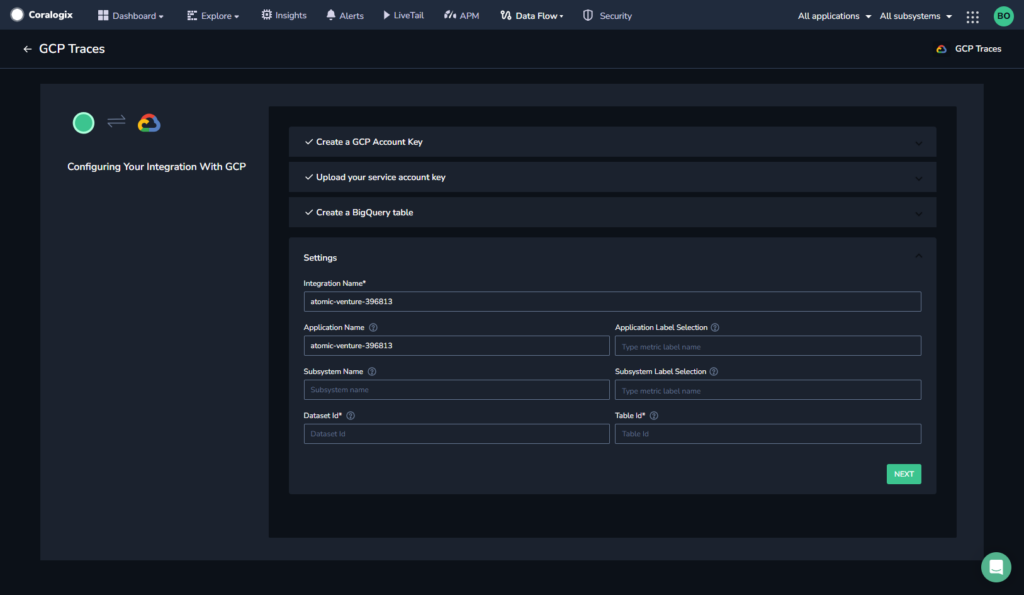 Coralogix Dashboard Explore Insights Alerts LiveTail APM Data Flow Security All applications All subsystems BO
GCP Traces GCP Traces
Configuring Your Integration With GCP
Create a GCP Account Key
Upload your service account key
Create a BigQuery table
Settings
Integration Name*
atomic-venture-396813
Application Name Application Label Selection
atomic-venture-396813 Type metric label name
Subsystem Name Subsystem Label Selection
Subsystem name Type metric label name
Dataset Id* Table Id*
Dataset Id Table Id
NEXT